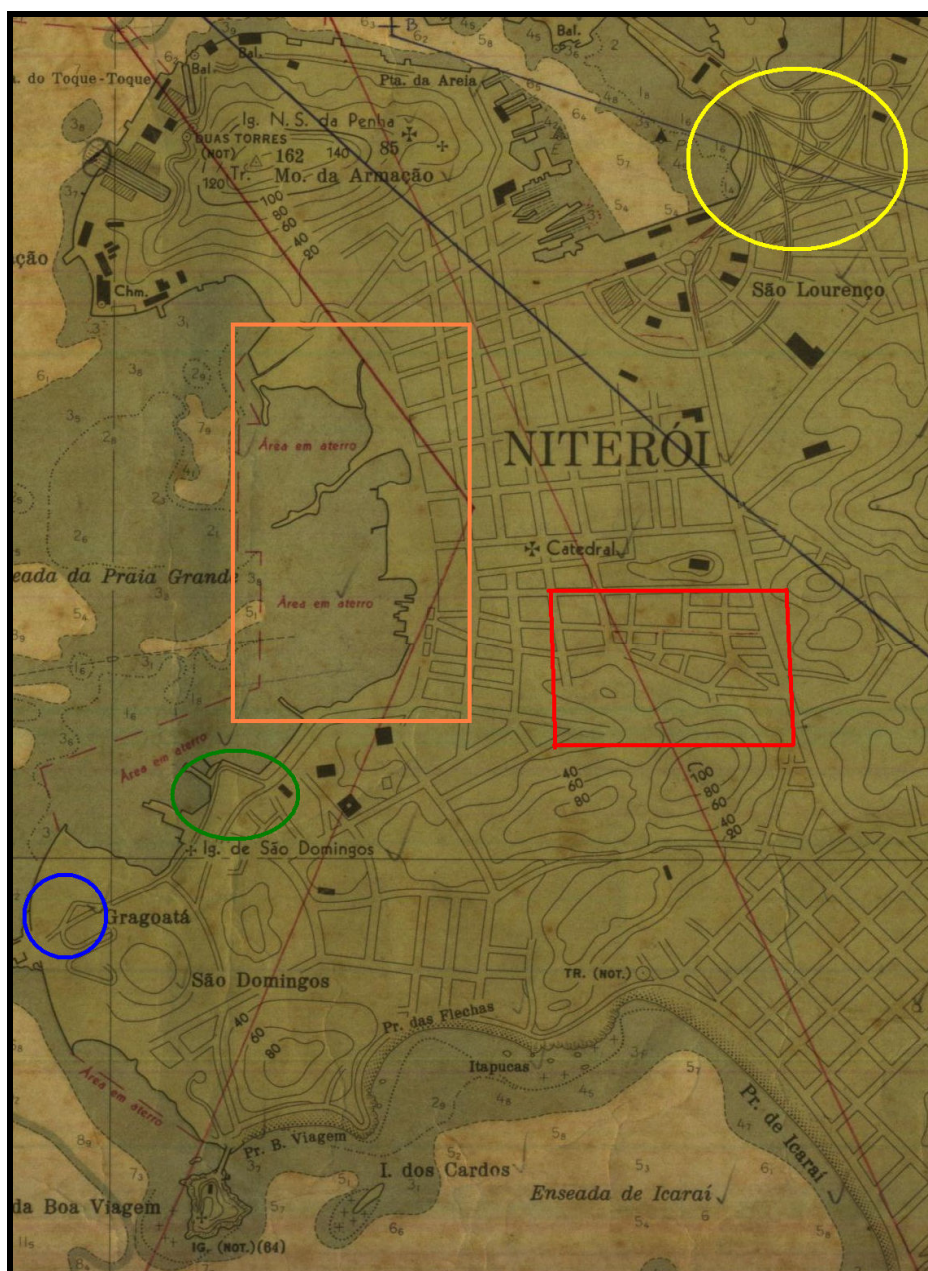 B
Bal.
Bal.
Bal.
a. do Toque-Toque
Pta. da Areia
Ig. N. S. da Penha
DUAS TORRES
(NOT)
162
140
85
Tr.
Mo. da Armação
120
100
80
60
40
20
ção
Chm.
São Lourenço
Área em aterro
NITERÓI
Catedral
eada da Praia Grande
Área em aterro
Área em aterro
40
60
80
100
80
60
40
20
Ig. de São Domingos
Gragoatá
São Domingos
TR. (NOT.)
40
60
80
Pr. das Flechas
Itapucas
Área em aterro
Pr. B. Viagem
Pr. de Icaraí
I. dos Cardos
Enseada de Icaraí
da Boa Viagem
IG. (NOT.)(64)